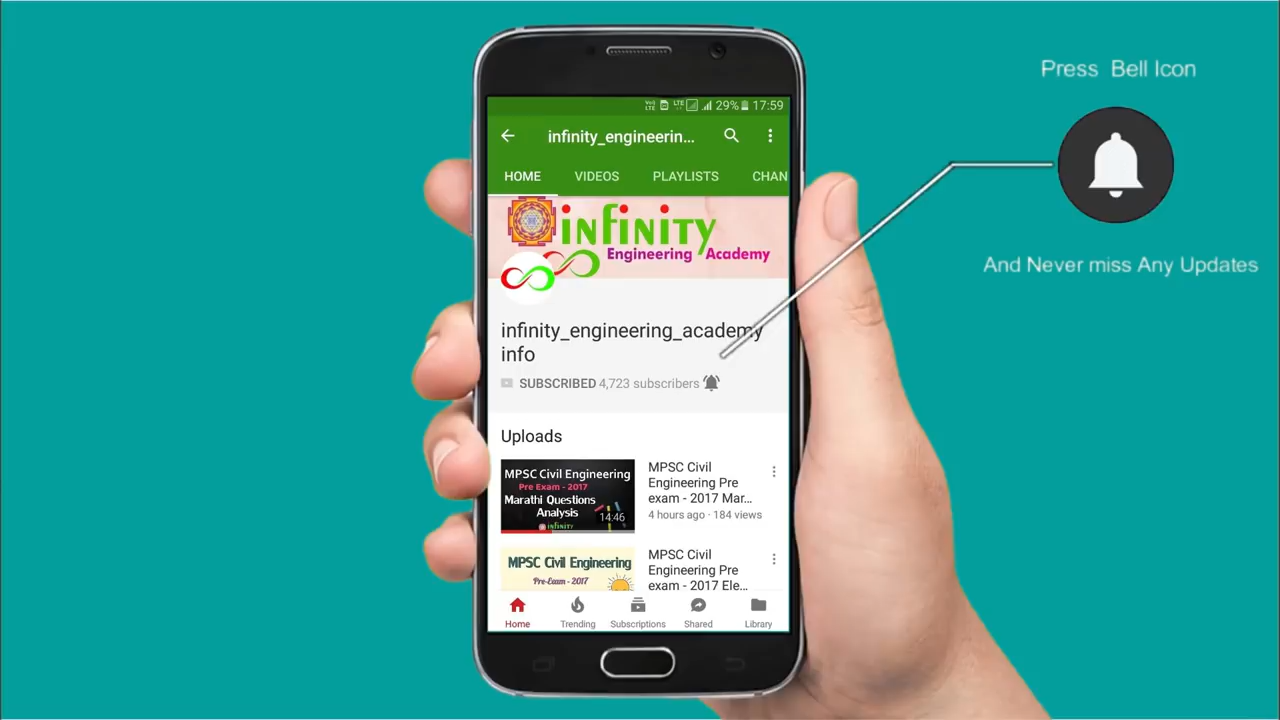 Press Bell Icon
And Never miss Any Updates
LTE 29% 17:59
infinity_engineerin...
HOME VIDEOS PLAYLISTS CHAN
infinity
Engineering Academy
infinity_engineering_academy
info
SUBSCRIBED 4,723 subscribers
Uploads
MPSC Civil Engineering
Pre Exam - 2017
Marathi Questions
Analysis
14:46
infinity
MPSC Civil
Engineering Pre
exam - 2017 Mar...
4 hours ago · 184 views
MPSC Civil Engineering
Pre-Exam - 2017
MPSC Civil
Engineering Pre
exam - 2017 Ele...
Home Trending Subscriptions Shared Library